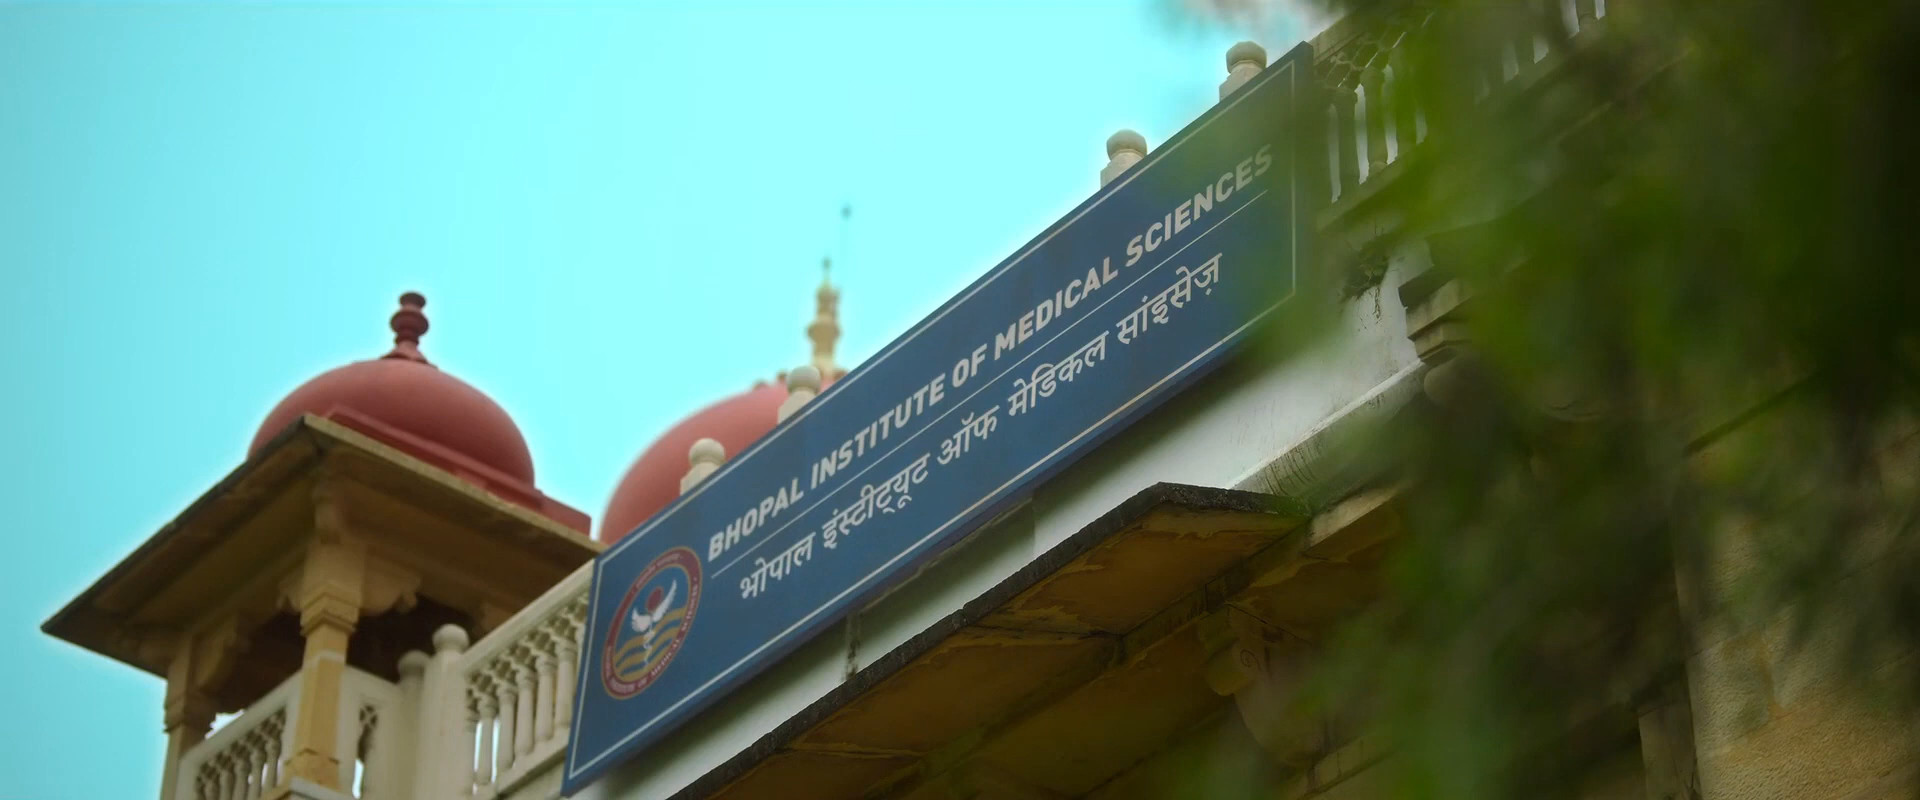 BHOPAL INSTITUTE OF MEDICAL SCIENCES
भोपाल इंस्टीट्यूट ऑफ मेडिकल सांइसेज़